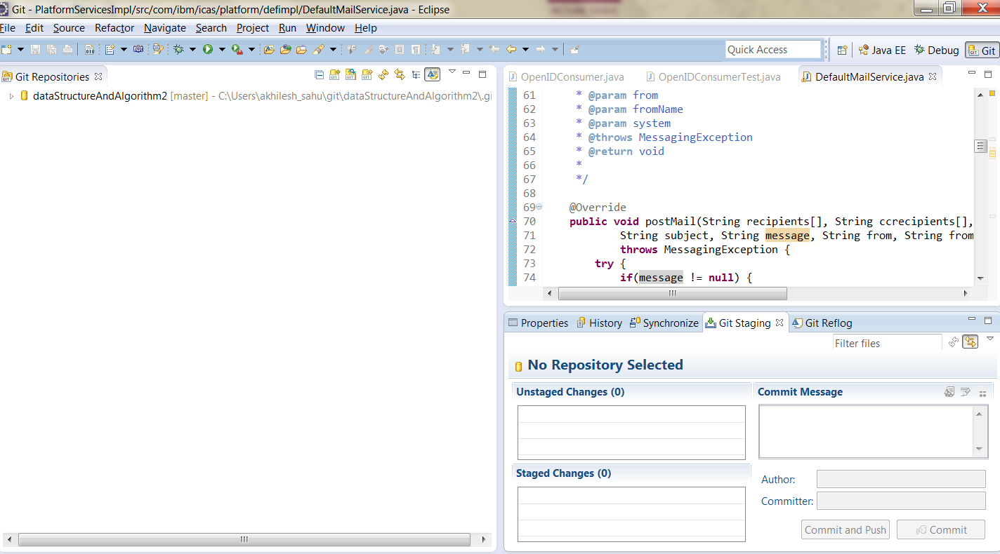 Git - PlatformServicesImpl/src/com/ibm/icas/platform/defimpl/DefaultMailService.java - Eclipse
File Edit Source Refactor Navigate Search Project Run Window Help
Quick Access
Java EE
Debug
Git
Git Repositories
dataStructureAndAlgorithm2 [master] - C:\Users\akhilesh_sahu\git\dataStructureAndAlgorithm2\.gi
OpenIDConsumer.java OpenIDConsumerTest.java DefaultMailService.java
61 * @param from
62 * @param fromName
63 * @param system
64 * @throws MessagingException
65 * @return void
66 *
67 */
68
69 @Override
70 public void postMail(String recipients[], String ccrecipients[],
71 String subject, String message, String from, String from
72 throws MessagingException {
73 try {
74 if(message != null) {
Properties History Synchronize Git Staging Git Reflog
Filter files
No Repository Selected
Unstaged Changes (0)
Commit Message
Staged Changes (0)
Author:
Committer:
Commit and Push
Commit